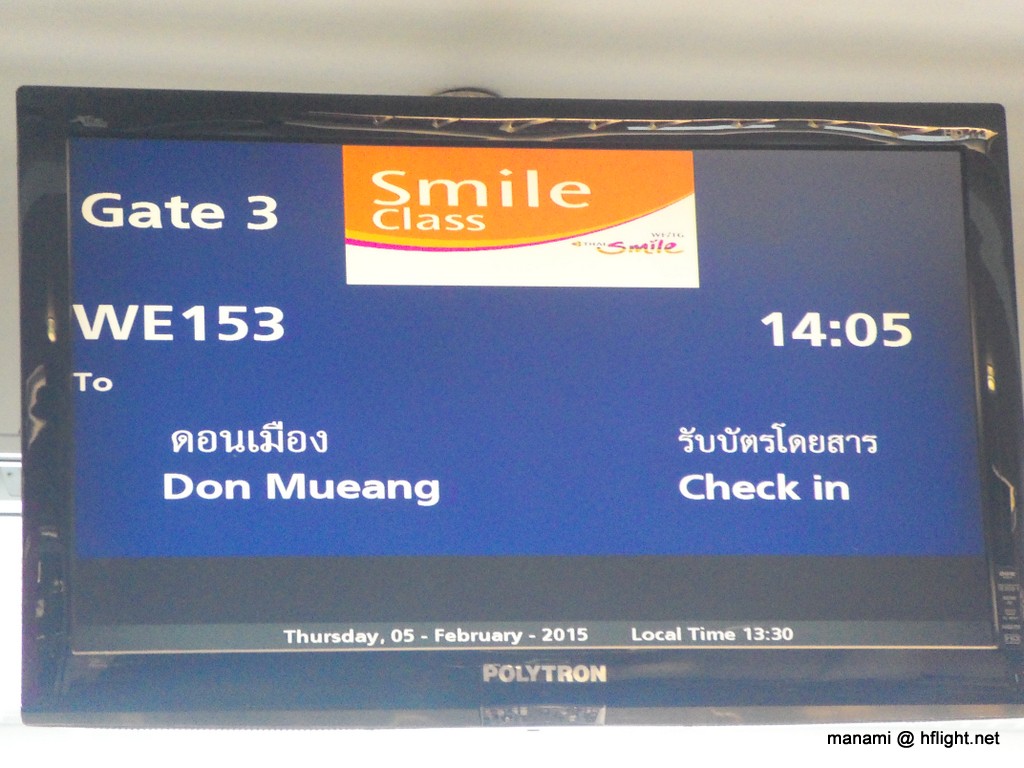 Gate 3
Smile
Class
THAI Smile
WE153
14:05
To
ดอนเมือง
รับบัตรโดยสาร
Don Mueang
Check in
Thursday, 05 - February - 2015 Local Time 13:30
POLYTRON
manami @ hflight.net